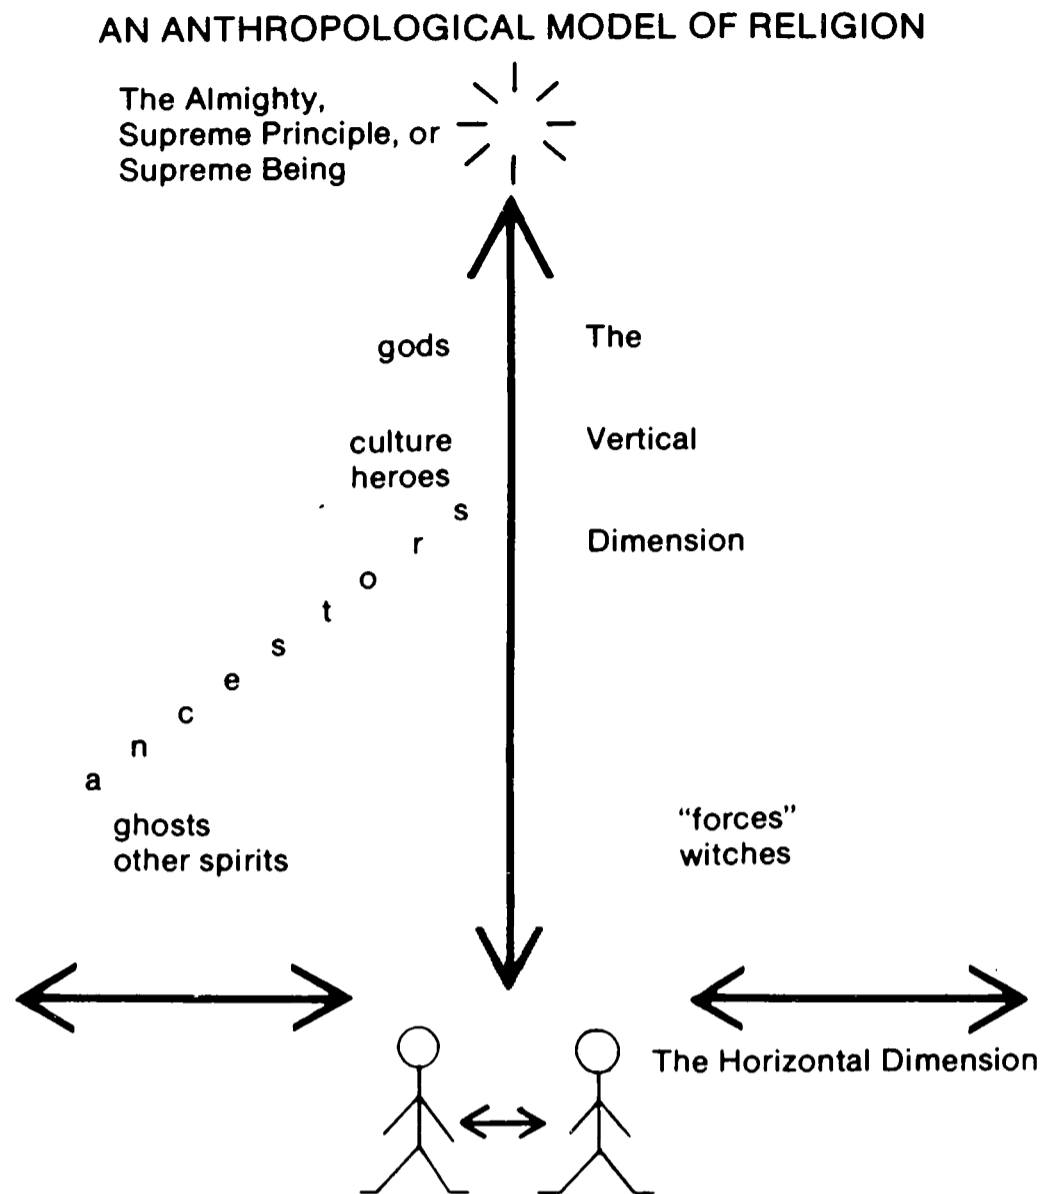 AN ANTHROPOLOGICAL MODEL OF RELIGION
The Almighty,
Supreme Principle, or
Supreme Being
gods
The
culture
heroes
Vertical
Dimension
ancestors
ghosts
other spirits
“forces”
witches
The Horizontal Dimension